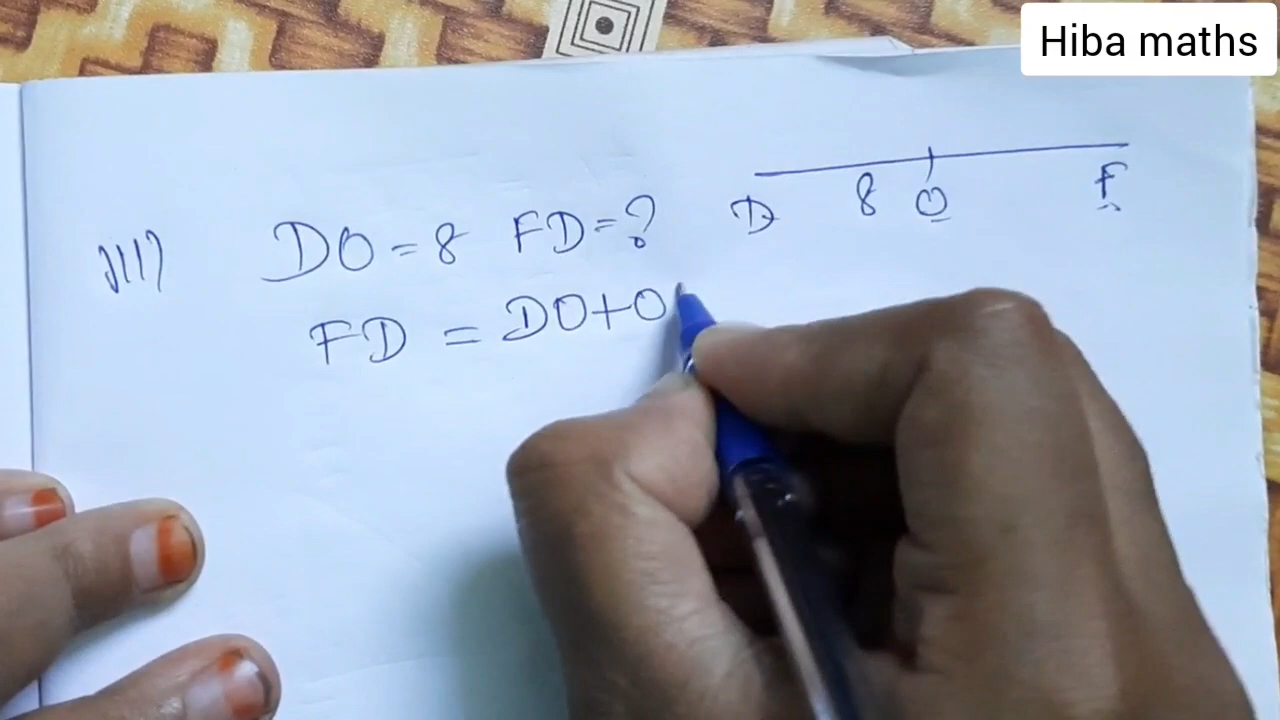 Hiba maths
D 8 O F
iii) DO = 8 FD = ?
FD = DO+O